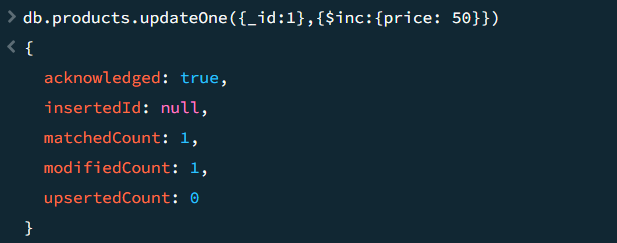 > db.products.updateOne({_id:1},{$inc:{price: 50}})
< {
acknowledged: true,
insertedId: null,
matchedCount: 1,
modifiedCount: 1,
upsertedCount: 0
}